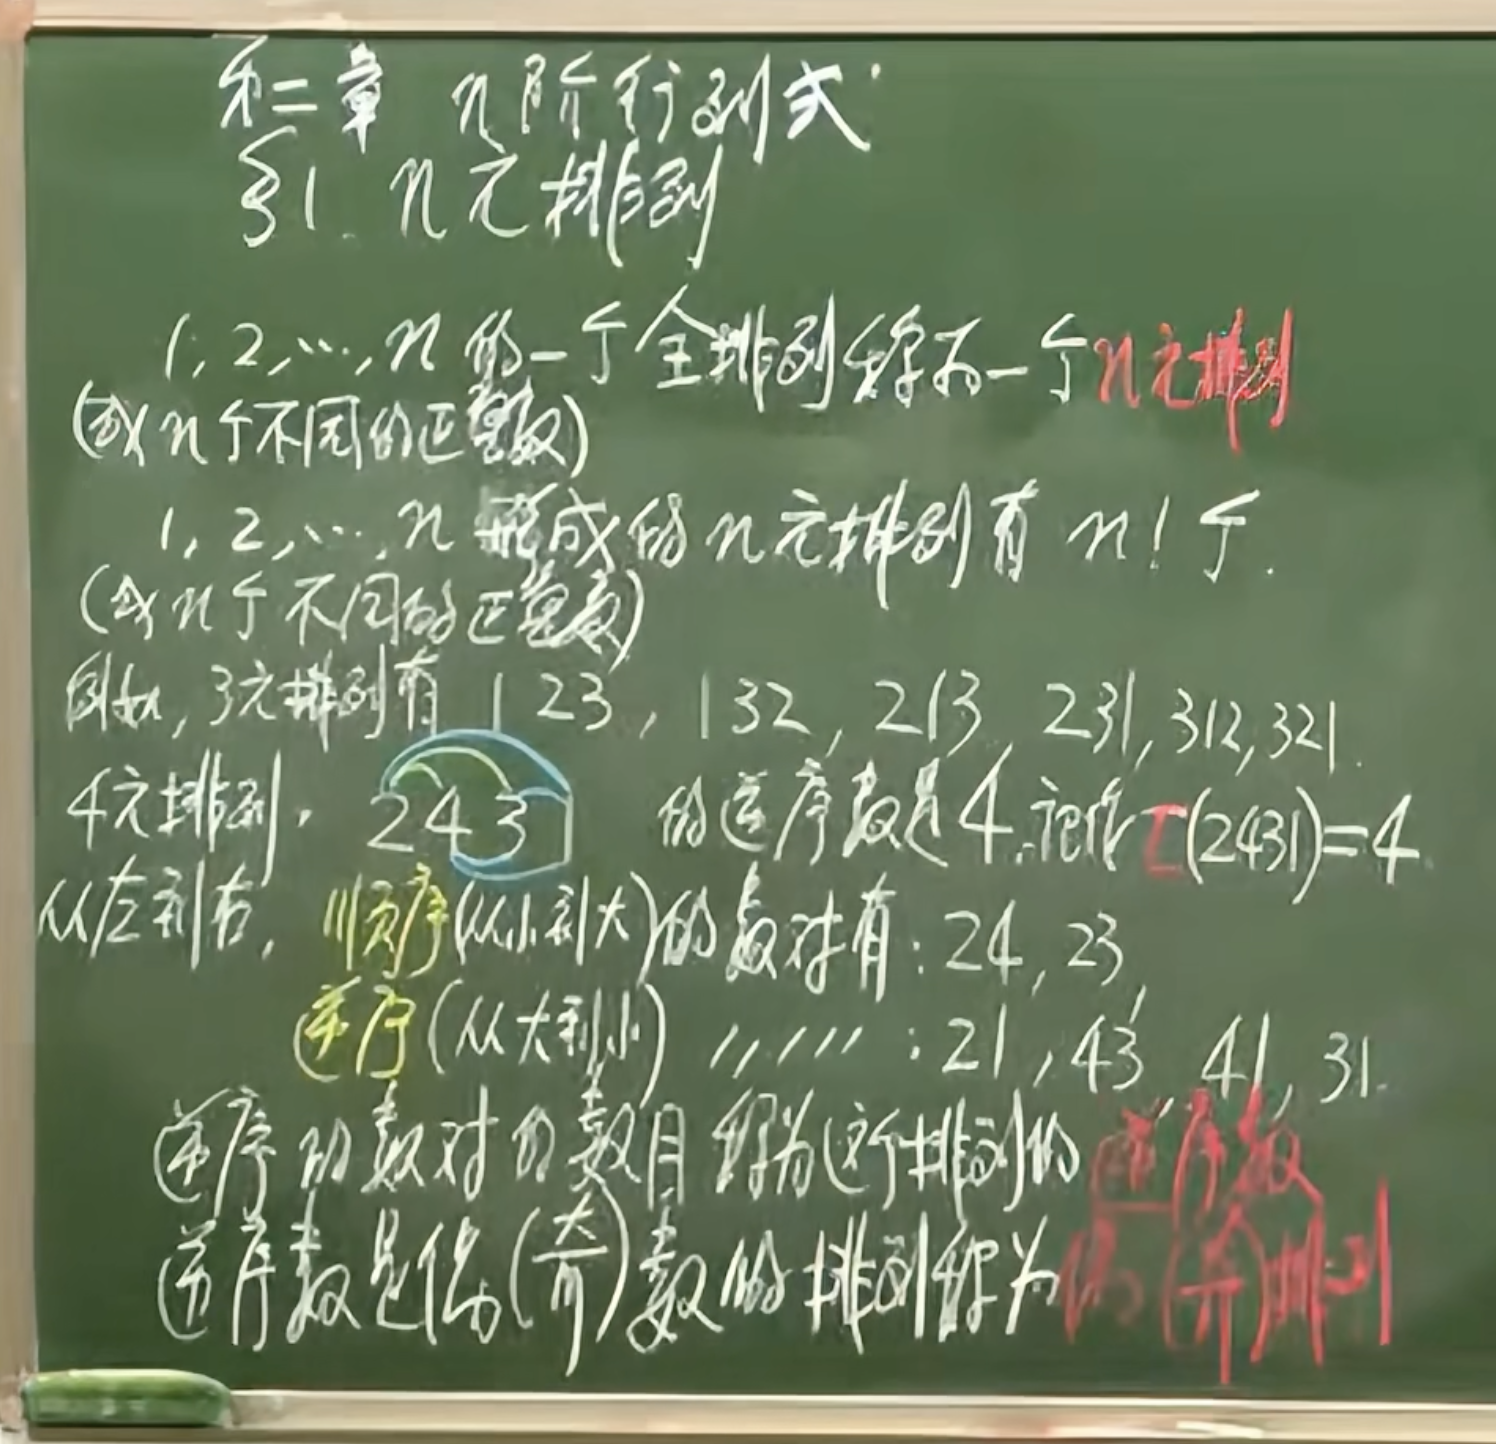 第二章 n阶行列式
§1. n元排列
1, 2, …, n 的一个全排列称为一个n元排列
(或n个不同的正整数)
1, 2, …, n 形成的n元排列有 n! 个.
(或n个不同的正整数)
例如, 3元排列有 123, 132, 213, 231, 312, 321.
4元排列, 243 的逆序数是4, 记作 τ(2431)=4
从左到右, 顺序(从小到大)的数对有: 24, 23,
逆序(从大到小) 〃〃〃 : 21, 43, 41, 31.
逆序的数对的数目称为这个排列的逆序数
逆序数是偶(奇)数的排列称为偶(奇)排列